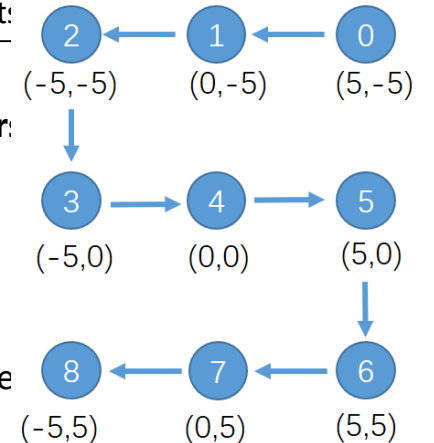 2 1 0
(-5,-5) (0,-5) (5,-5)
3 4 5
(-5,0) (0,0) (5,0)
8 7 6
(-5,5) (0,5) (5,5)